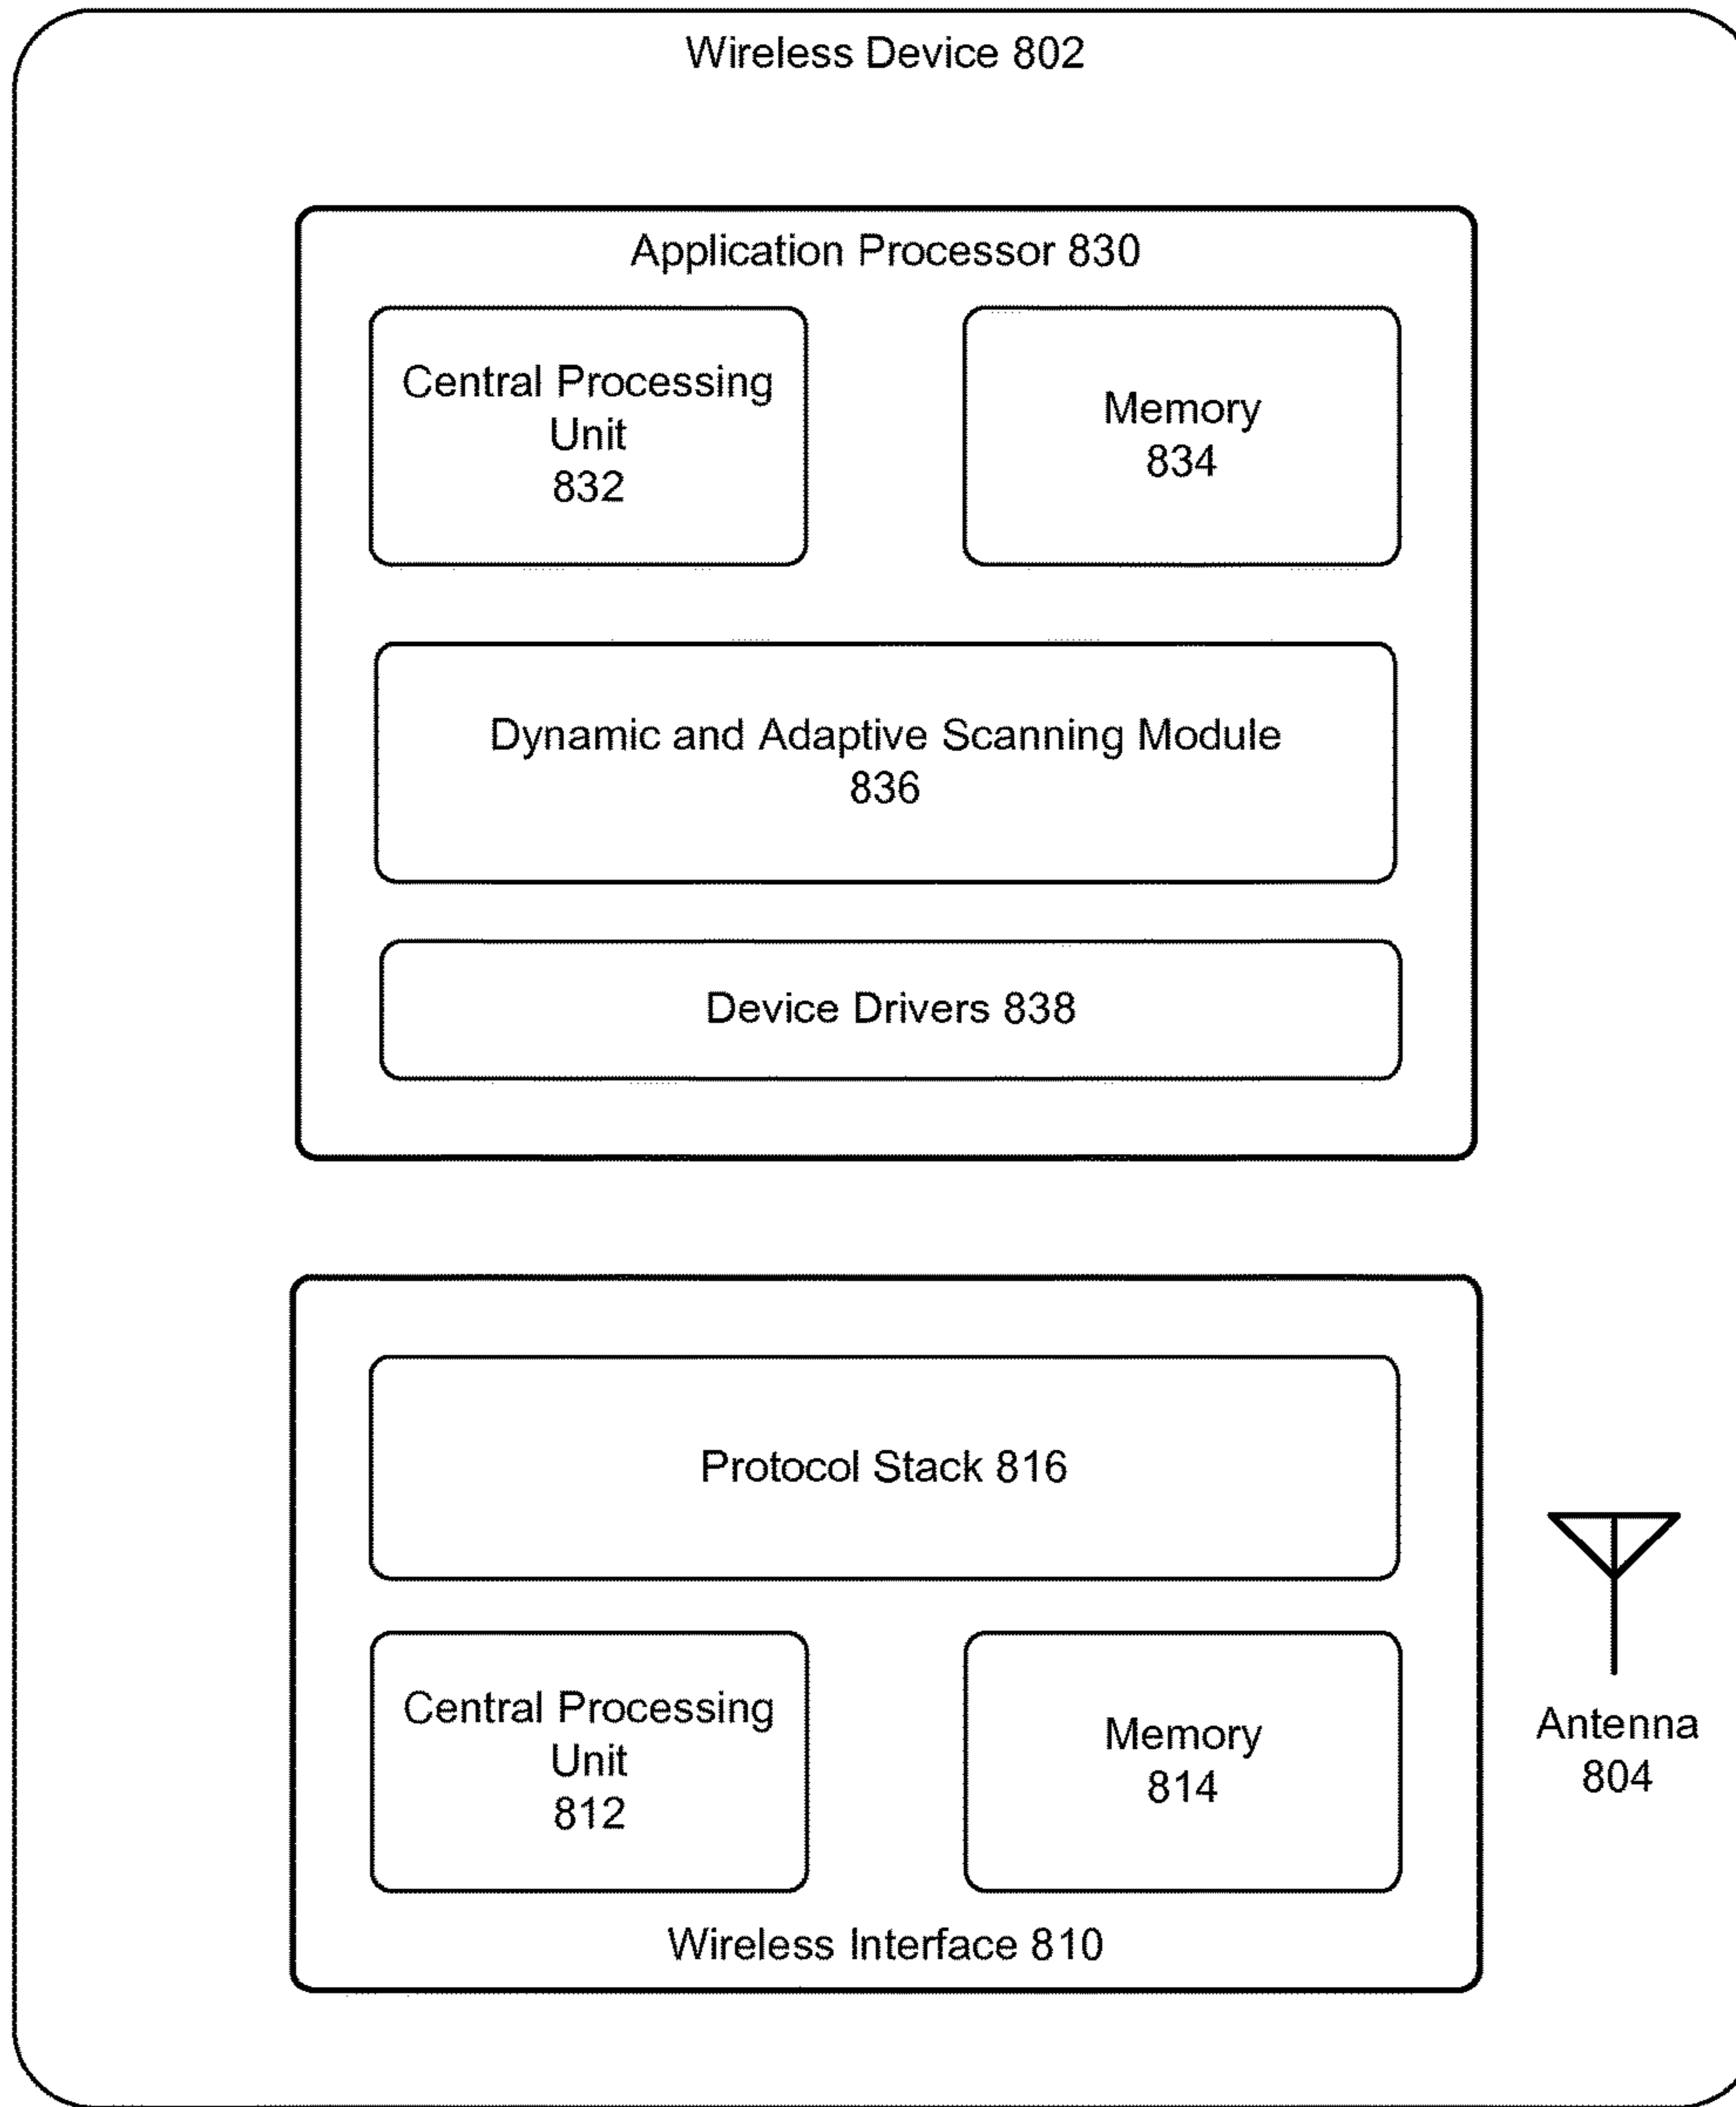 Wireless Device 802
Application Processor 830
Central Processing
Unit
832
Memory
834
Dynamic and Adaptive Scanning Module
836
Device Drivers 838
Protocol Stack 816
Central Processing
Unit
812
Memory
814
Wireless Interface 810
Antenna
804